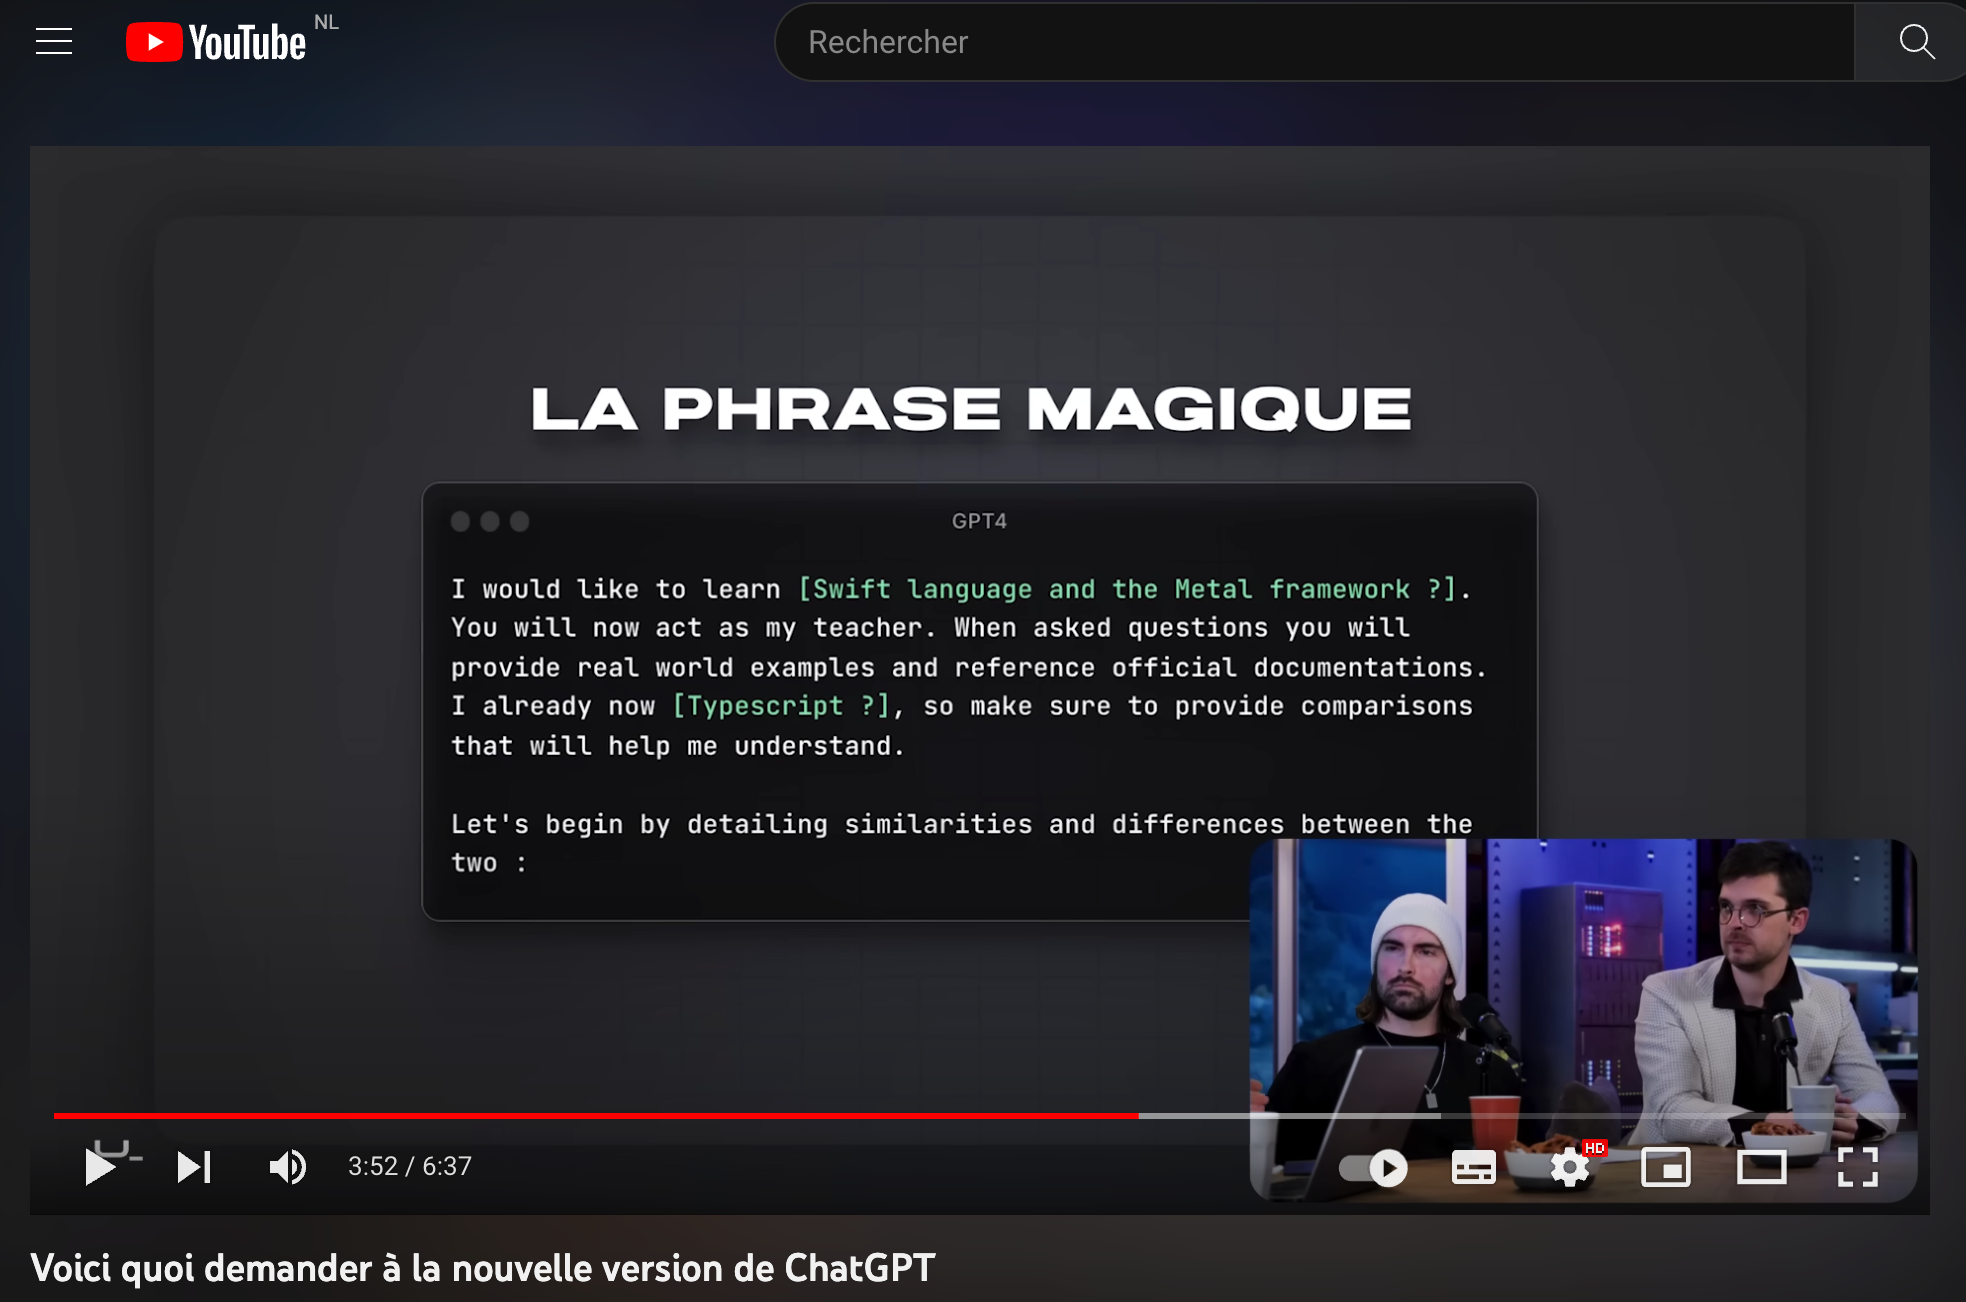 YouTube NL
Rechercher
LA PHRASE MAGIQUE
GPT4
I would like to learn [Swift language and the Metal framework ?].
You will now act as my teacher. When asked questions you will
provide real world examples and reference official documentations.
I already now [Typescript ?], so make sure to provide comparisons
that will help me understand.
Let's begin by detailing similarities and differences between the
two :
3:52 / 6:37
HD
Voici quoi demander à la nouvelle version de ChatGPT